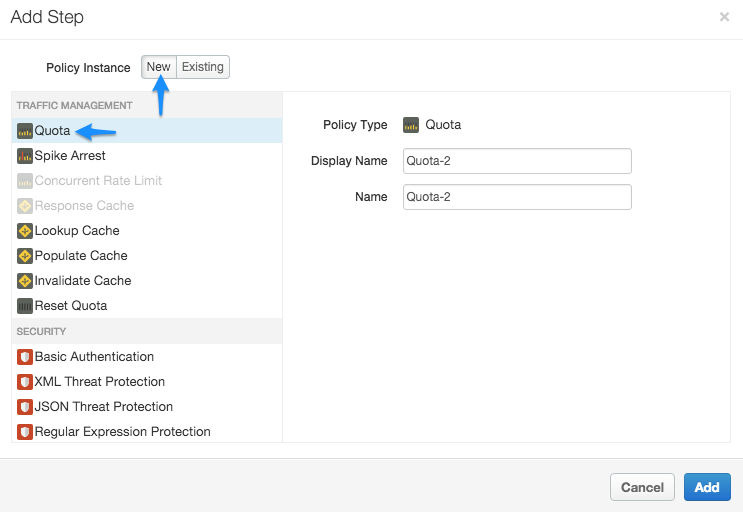 Add Step
×
Policy Instance New Existing
TRAFFIC MANAGEMENT
Quota
Spike Arrest
Concurrent Rate Limit
Response Cache
Lookup Cache
Populate Cache
Invalidate Cache
Reset Quota
SECURITY
Basic Authentication
XML Threat Protection
JSON Threat Protection
Regular Expression Protection
Policy Type Quota
Display Name Quota-2
Name Quota-2
Cancel Add